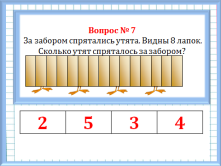 Вопрос № 7
За забором спрятались утята. Видны 8 лапок.
Сколько утят спряталось за забором?
2 5 3 4